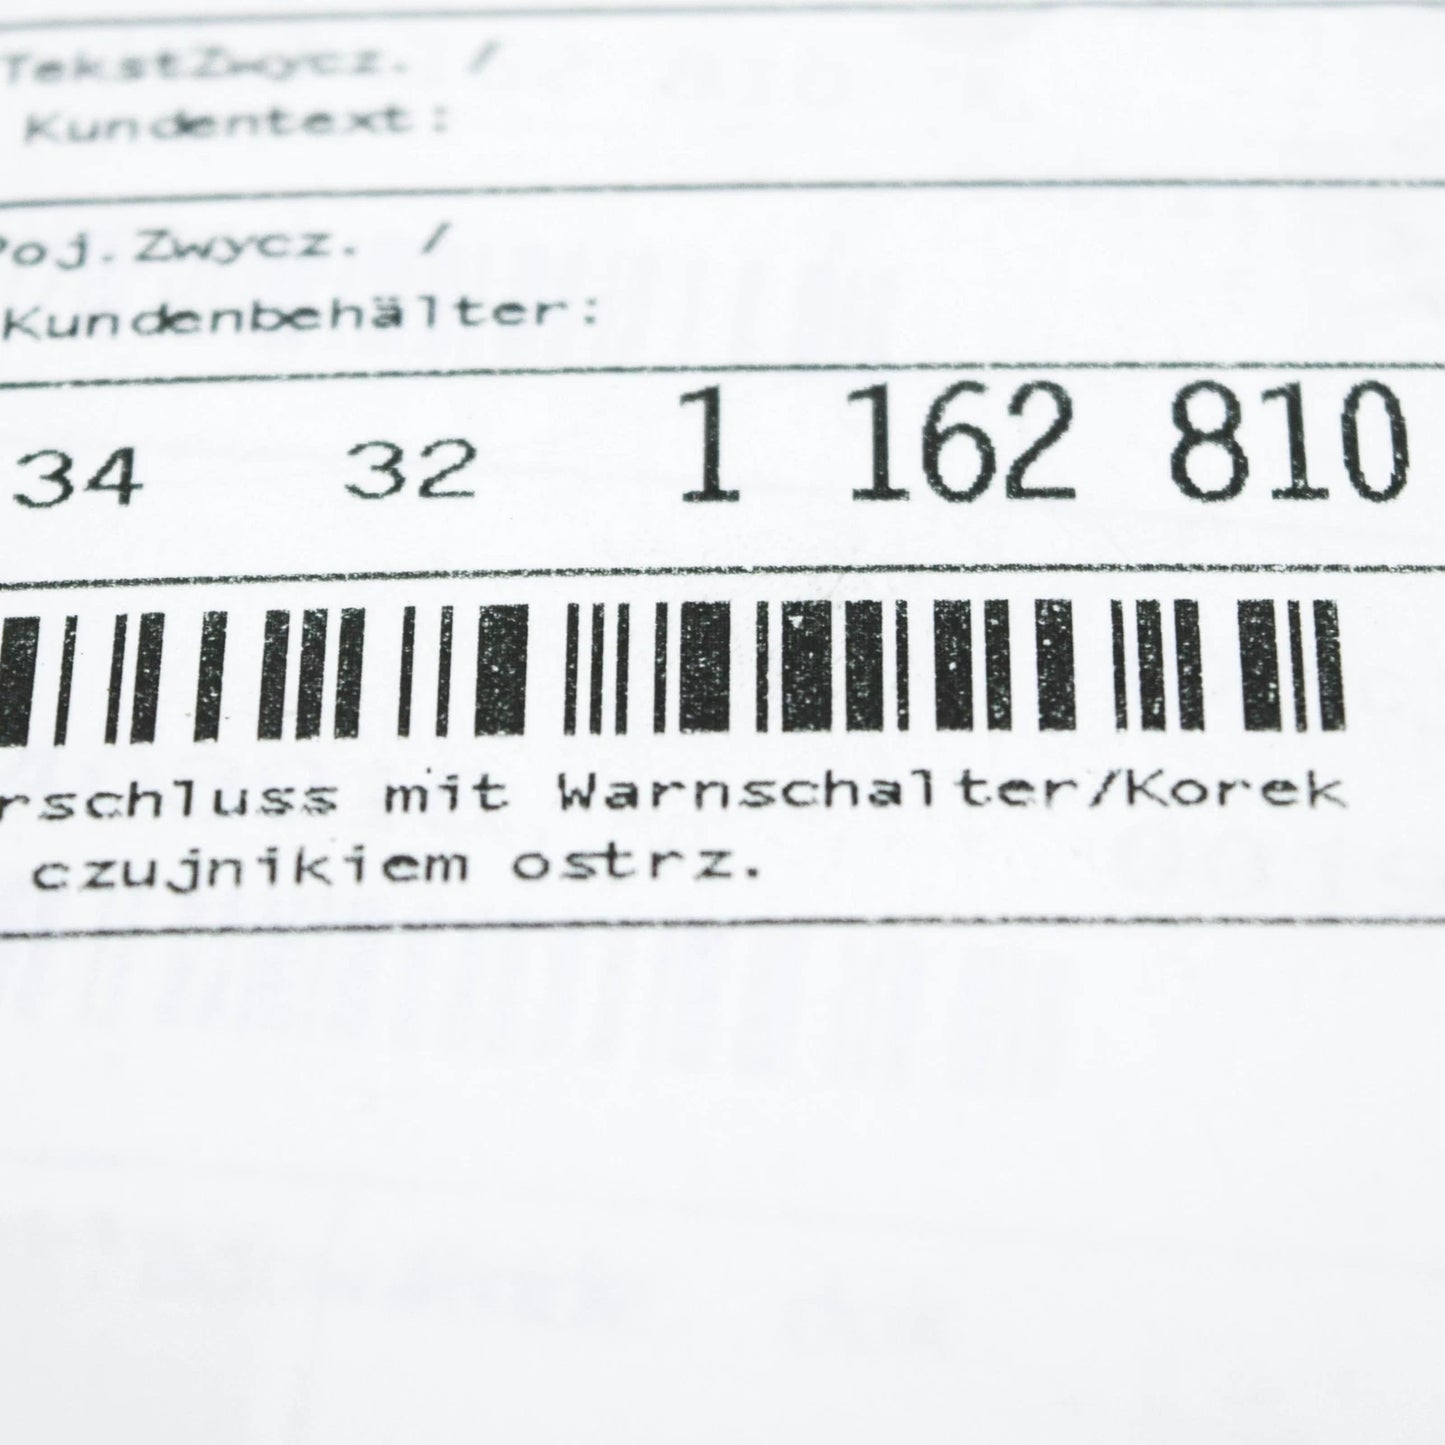 TekstZwycz. /
Kundentext:
Poj.Zwycz. /
Kundenbehälter:
34 32 1 162 810
rschluss mit Warnschalter/Korek
czujnikiem ostrz.